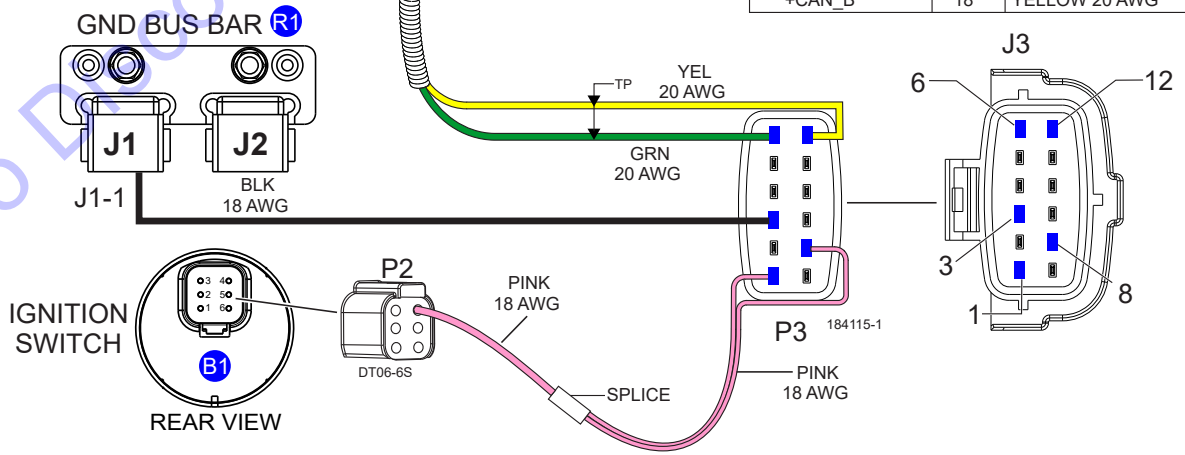 +CAN_B 18 YELLOW 20 AWG
GND BUS BAR R1
J1
J2
J1-1
BLK
18 AWG
TP
YEL
20 AWG
GRN
20 AWG
J3
6
12
3
8
1
P3
184115-1
IGNITION
SWITCH
3 4
2 5
1 6
B1
REAR VIEW
P2
DT06-6S
PINK
18 AWG
SPLICE
PINK
18 AWG
o Disco